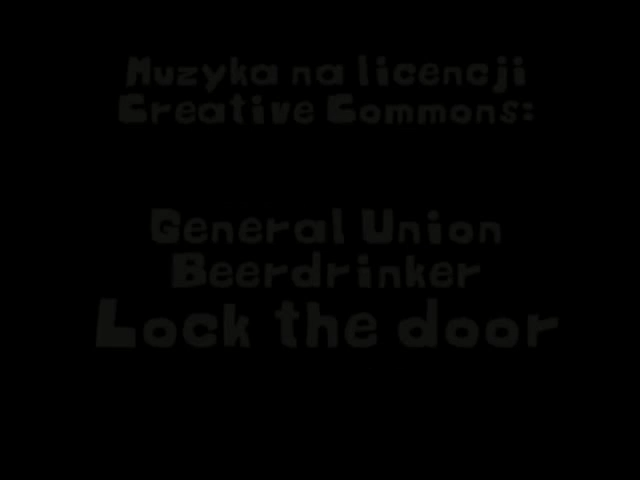 Muzyka na licencji
Creative Commons:
General Union
Beerdrinker
Lock the door